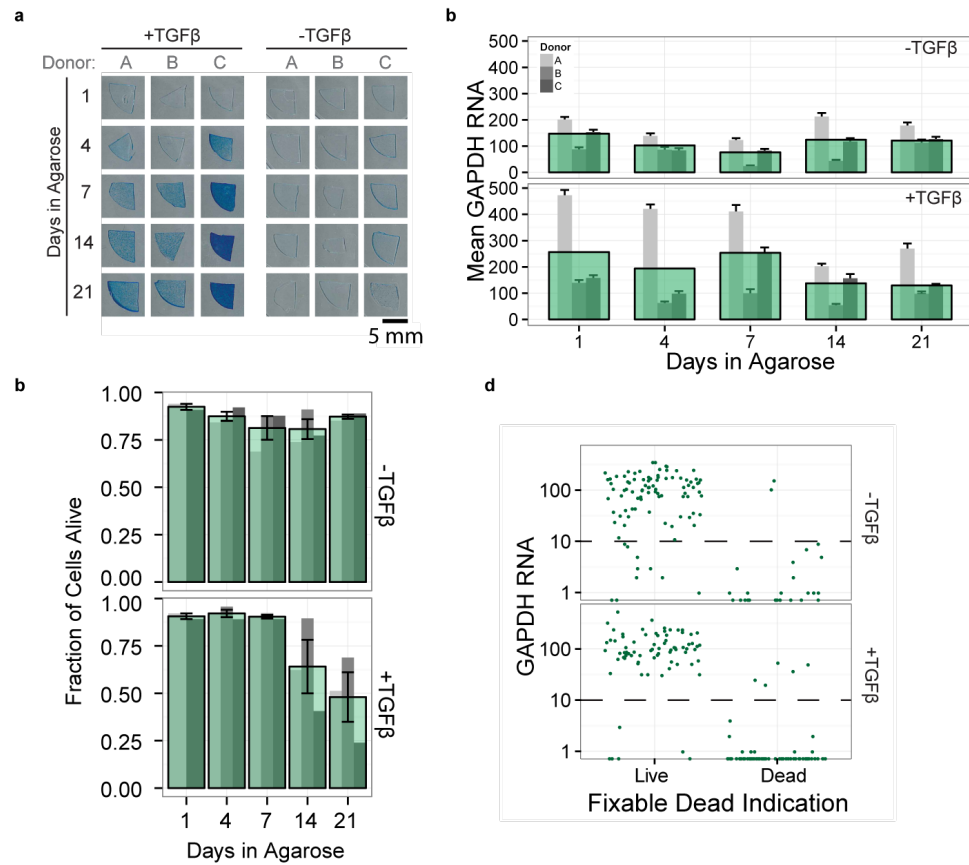 a
+TGFβ -TGFβ
Donor: A B C A B C
Days in Agarose
1
4
7
14
21
5 mm
b
Mean GAPDH RNA
500
400
300
200
100
0
Donor
A
B
C
-TGFβ
500
400
300
200
100
0
+TGFβ
1 4 7 14 21
Days in Agarose
b
Fraction of Cells Alive
1.00
0.75
0.50
0.25
0.00
-TGFβ
1.00
0.75
0.50
0.25
0.00
+TGFβ
1 4 7 14 21
Days in Agarose
d
GAPDH RNA
100
10
1
-TGFβ
100
10
1
+TGFβ
Live Dead
Fixable Dead Indication